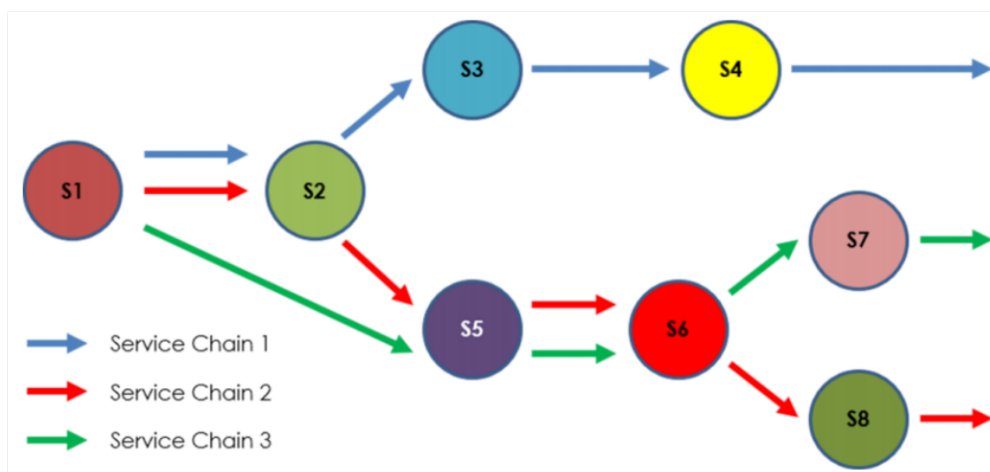 S3
S4
S1
S2
S7
S5
S6
Service Chain 1
Service Chain 2
S8
Service Chain 3